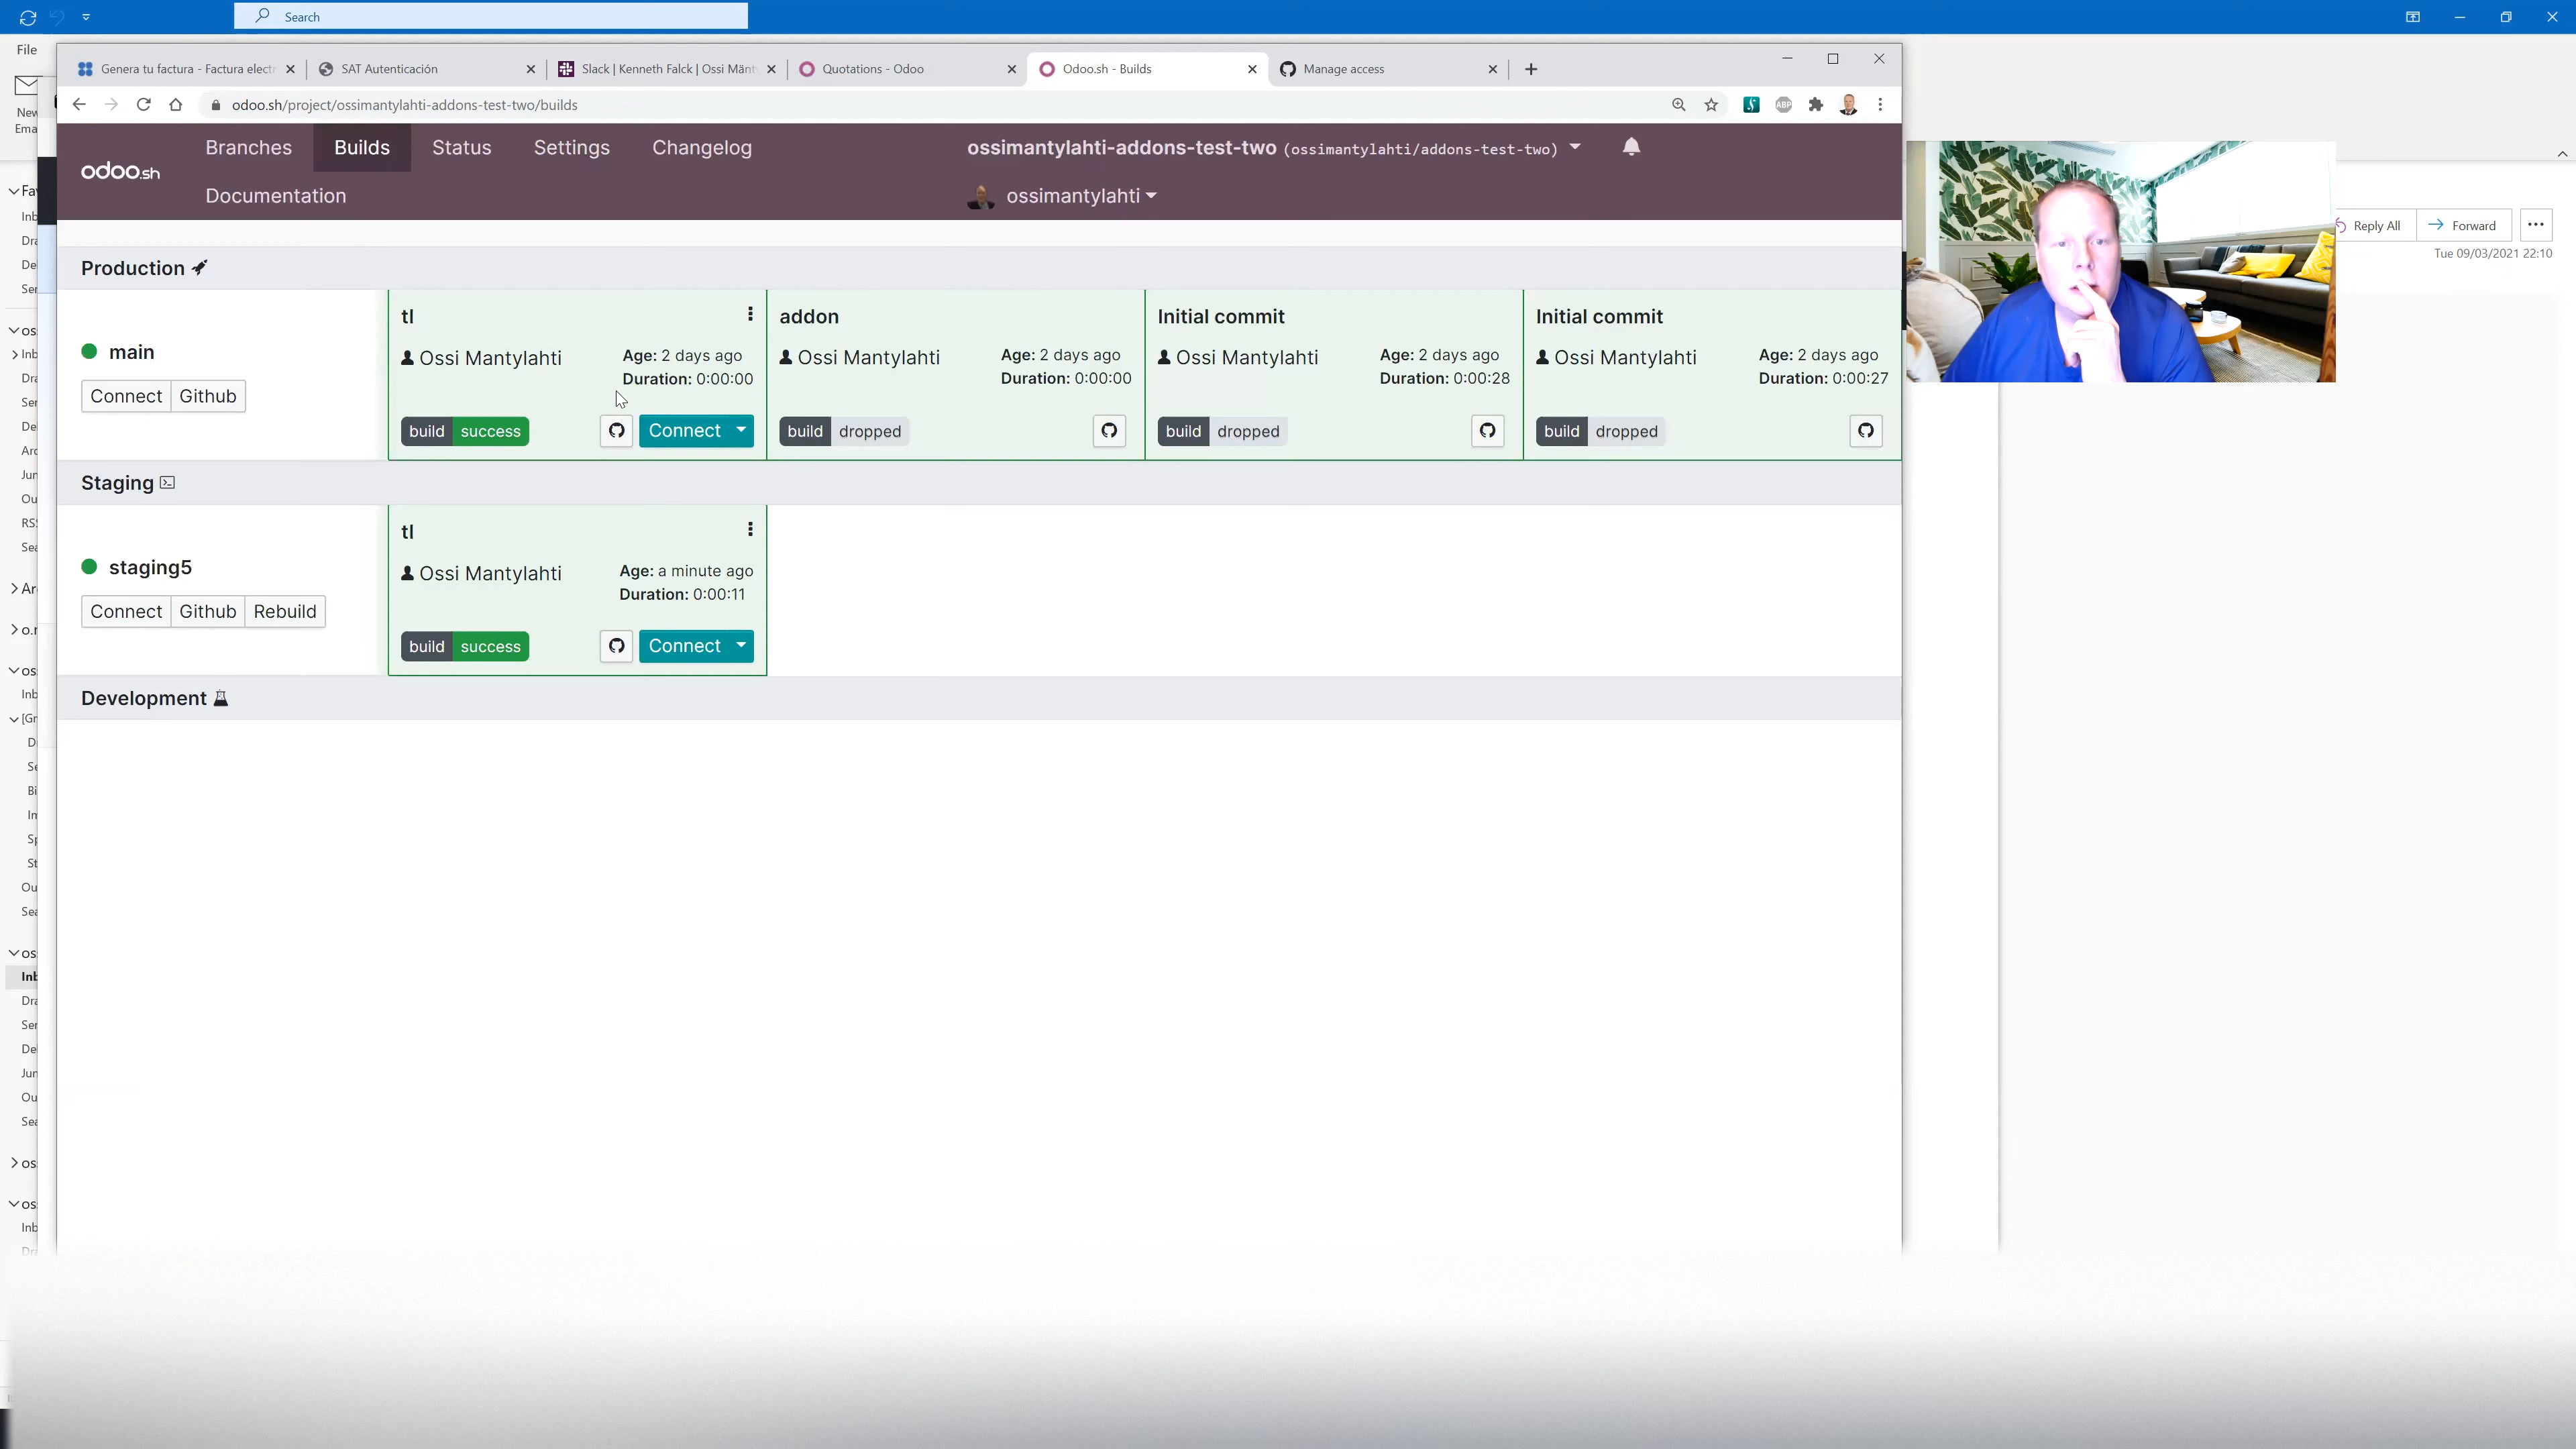 Search
File
New
Genera tu factura - Factura elect
SAT Autenticación
Slack | Kenneth Falck | Ossi Mänt
Quotations - Odoo
Odoo.sh - Builds
Manage access
odoo.sh/project/ossimantylahti-addons-test-two/builds
ABP
odoo.sh
Branches
Builds
Status
Settings
Changelog
Documentation
ossimantylahti-addons-test-two (ossimantylahti/addons-test-two)
ossimantylahti
Reply All
Forward
Tue 09/03/2021 22:10
Production
main
Connect
Github
tl
Ossi Mantylahti
Age: 2 days ago
Duration: 0:00:00
build success
Connect
addon
Ossi Mantylahti
Age: 2 days ago
Duration: 0:00:00
build dropped
Initial commit
Ossi Mantylahti
Age: 2 days ago
Duration: 0:00:28
build dropped
Initial commit
Ossi Mantylahti
Age: 2 days ago
Duration: 0:00:27
build dropped
Staging
staging5
Connect
Github
Rebuild
tl
Ossi Mantylahti
Age: a minute ago
Duration: 0:00:11
build success
Connect
Development